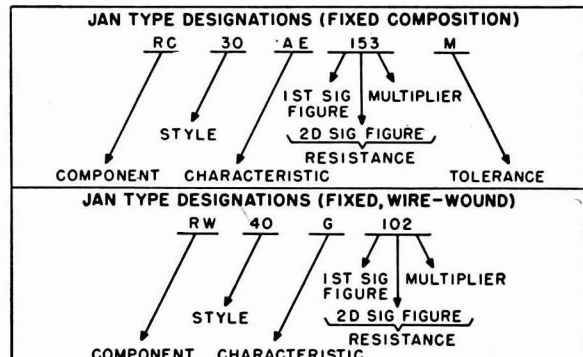 JAN TYPE DESIGNATIONS (FIXED COMPOSITION)
RC 30 AE 153 M
1ST SIG FIGURE MULTIPLIER
2D SIG FIGURE
STYLE
RESISTANCE
COMPONENT CHARACTERISTIC TOLERANCE
JAN TYPE DESIGNATIONS (FIXED, WIRE-WOUND)
RW 40 G 102
1ST SIG FIGURE MULTIPLIER
2D SIG FIGURE
STYLE
RESISTANCE
COMPONENT CHARACTERISTIC